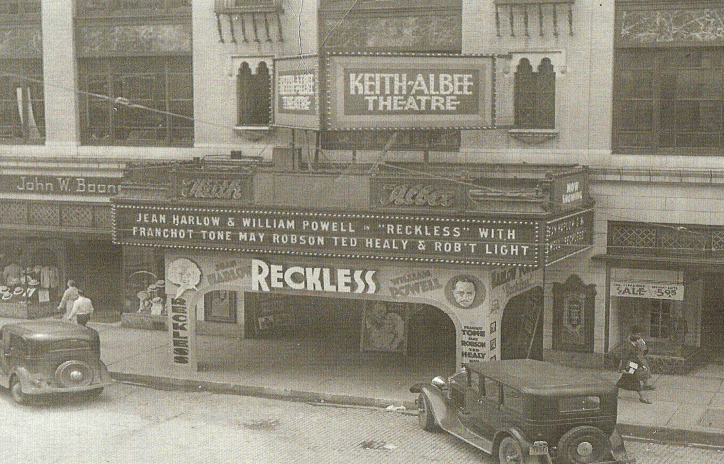 KEITH-ALBEE
THEATRE
KEITH-ALBEE
THEATRE
John W. Boone
Keith
Albee
NOW
SHOWING
JEAN HARLOW & WILLIAM POWELL IN "RECKLESS" WITH
FRANCHOT TONE MAY ROBSON TED HEALY & ROB'T LIGHT
JEAN
HARLOW
RECKLESS
WILLIAM
POWELL
RECKLESS
FRANCHOT
TONE
MAY
ROBSON
TED
HEALY
SALE